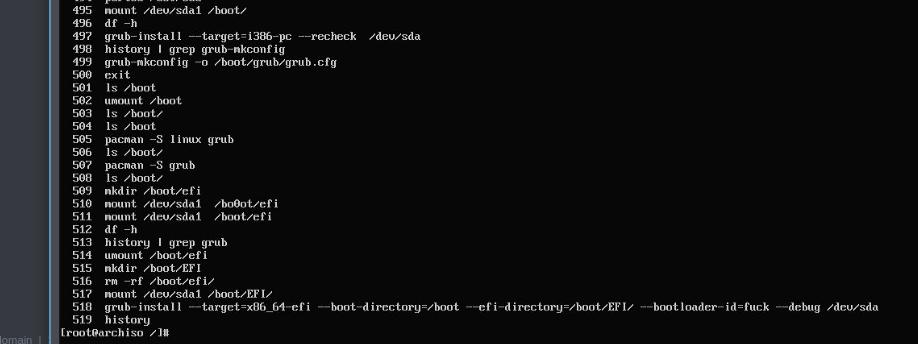 495 mount /dev/sda1 /boot/
496 df -h
497 grub-install --target=i386-pc --recheck  /dev/sda
498 history | grep grub-mkconfig
499 grub-mkconfig -o /boot/grub/grub.cfg
500 exit
501 ls /boot
502 umount /boot
503 ls /boot/
504 ls /boot
505 pacman -S linux grub
506 ls /boot/
507 pacman -S grub
508 ls /boot/
509 mkdir /boot/efi
510 mount /dev/sda1  /bo0ot/efi
511 mount /dev/sda1  /boot/efi
512 df -h
513 history | grep grub
514 umount /boot/efi
515 mkdir /boot/EFI
516 rm -rf /boot/efi/
517 mount /dev/sda1 /boot/EFI/
518 grub-install --target=x86_64-efi --boot-directory=/boot --efi-directory=/boot/EFI/ --bootloader-id=fuck --debug /dev/sda
519 history
[root@archiso /]#